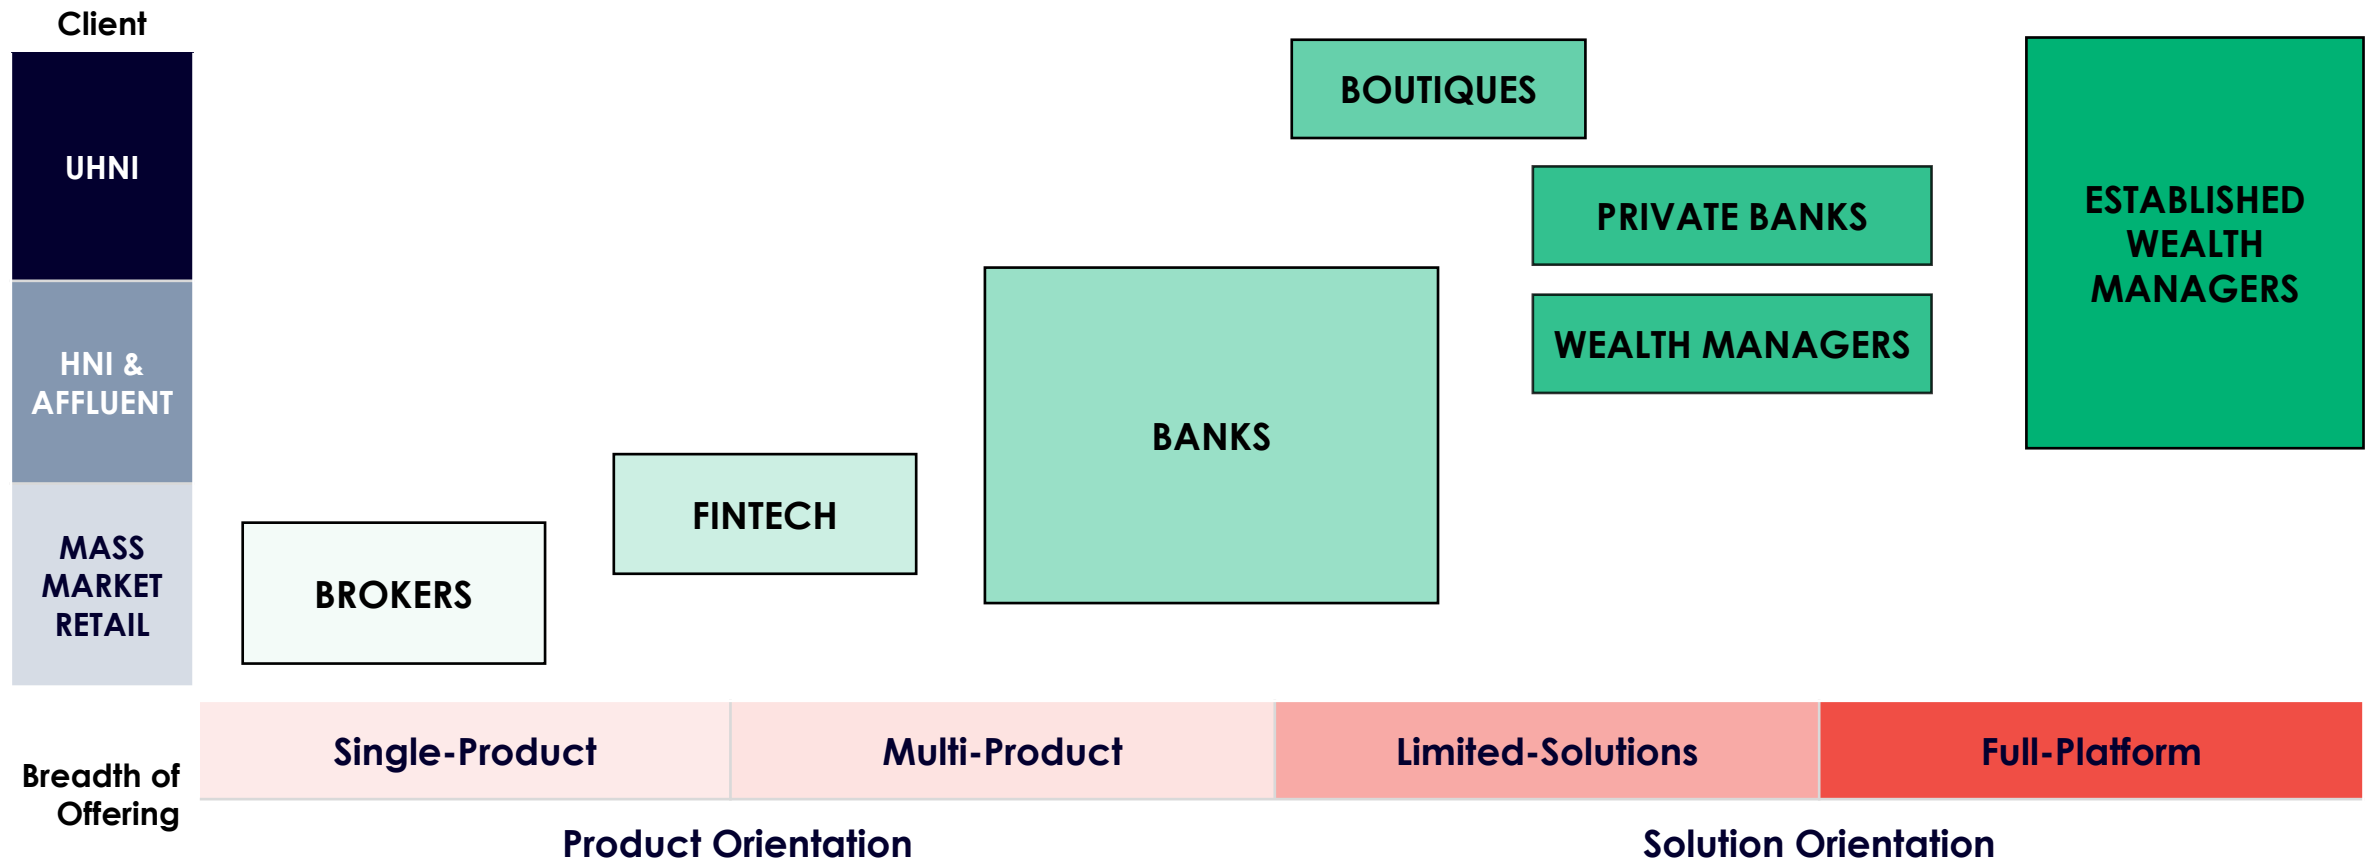 Client
UHNI
HNI &
AFFLUENT
MASS
MARKET
RETAIL
BOUTIQUES
PRIVATE BANKS
WEALTH MANAGERS
ESTABLISHED
WEALTH
MANAGERS
BANKS
FINTECH
BROKERS
Breadth of
Offering
Single-Product
Multi-Product
Limited-Solutions
Full-Platform
Product Orientation
Solution Orientation